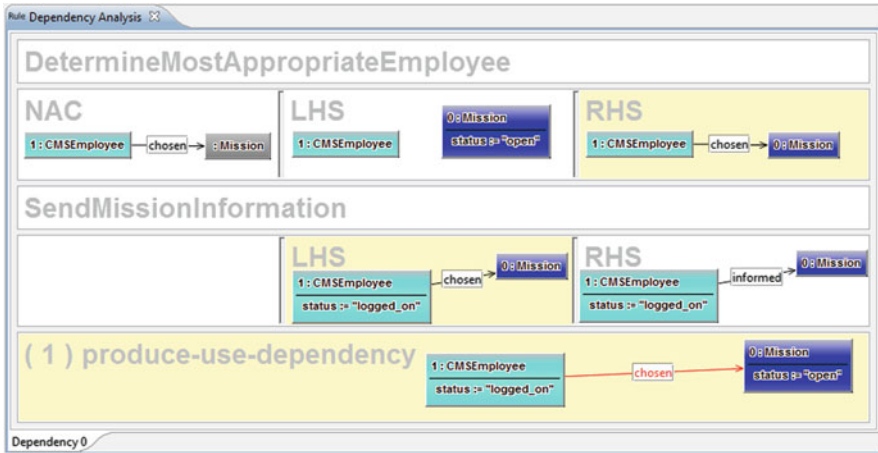 Rule Dependency Analysis
DetermineMostAppropriateEmployee
NAC
1 : CMSEmployee
chosen
: Mission
LHS
1 : CMSEmployee
0 : Mission
status := "open"
RHS
1 : CMSEmployee
chosen
0 : Mission
SendMissionInformation
LHS
1 : CMSEmployee
status := "logged_on"
chosen
0 : Mission
RHS
1 : CMSEmployee
status := "logged_on"
informed
0 : Mission
( 1 ) produce-use-dependency
1 : CMSEmployee
status := "logged_on"
chosen
0 : Mission
status := "open"
Dependency 0